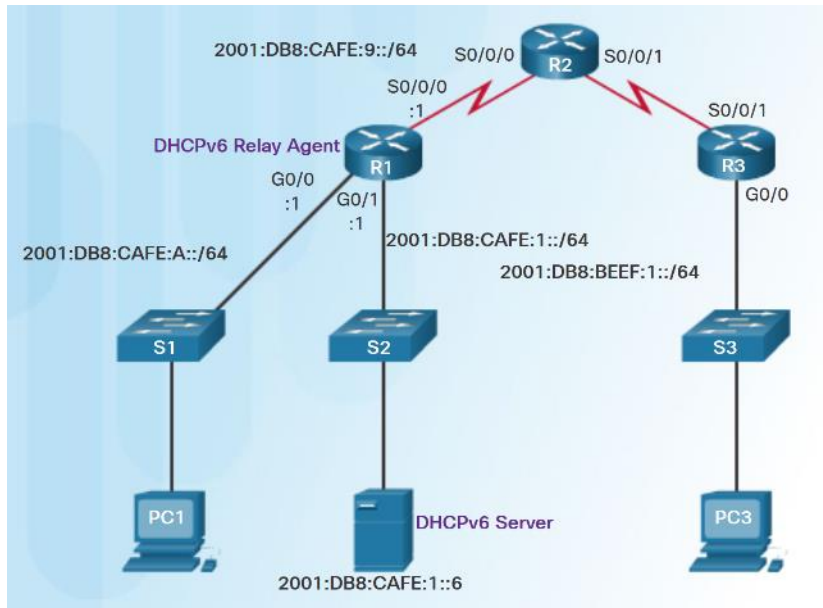 2001:DB8:CAFE:9::/64
S0/0/0
R2
S0/0/1
S0/0/0
:1
S0/0/1
DHCPv6 Relay Agent
R1
R3
G0/0
:1
G0/1
:1
G0/0
2001:DB8:CAFE:A::/64
2001:DB8:CAFE:1::/64
2001:DB8:BEEF:1::/64
S1
S2
S3
PC1
DHCPv6 Server
PC3
2001:DB8:CAFE:1::6